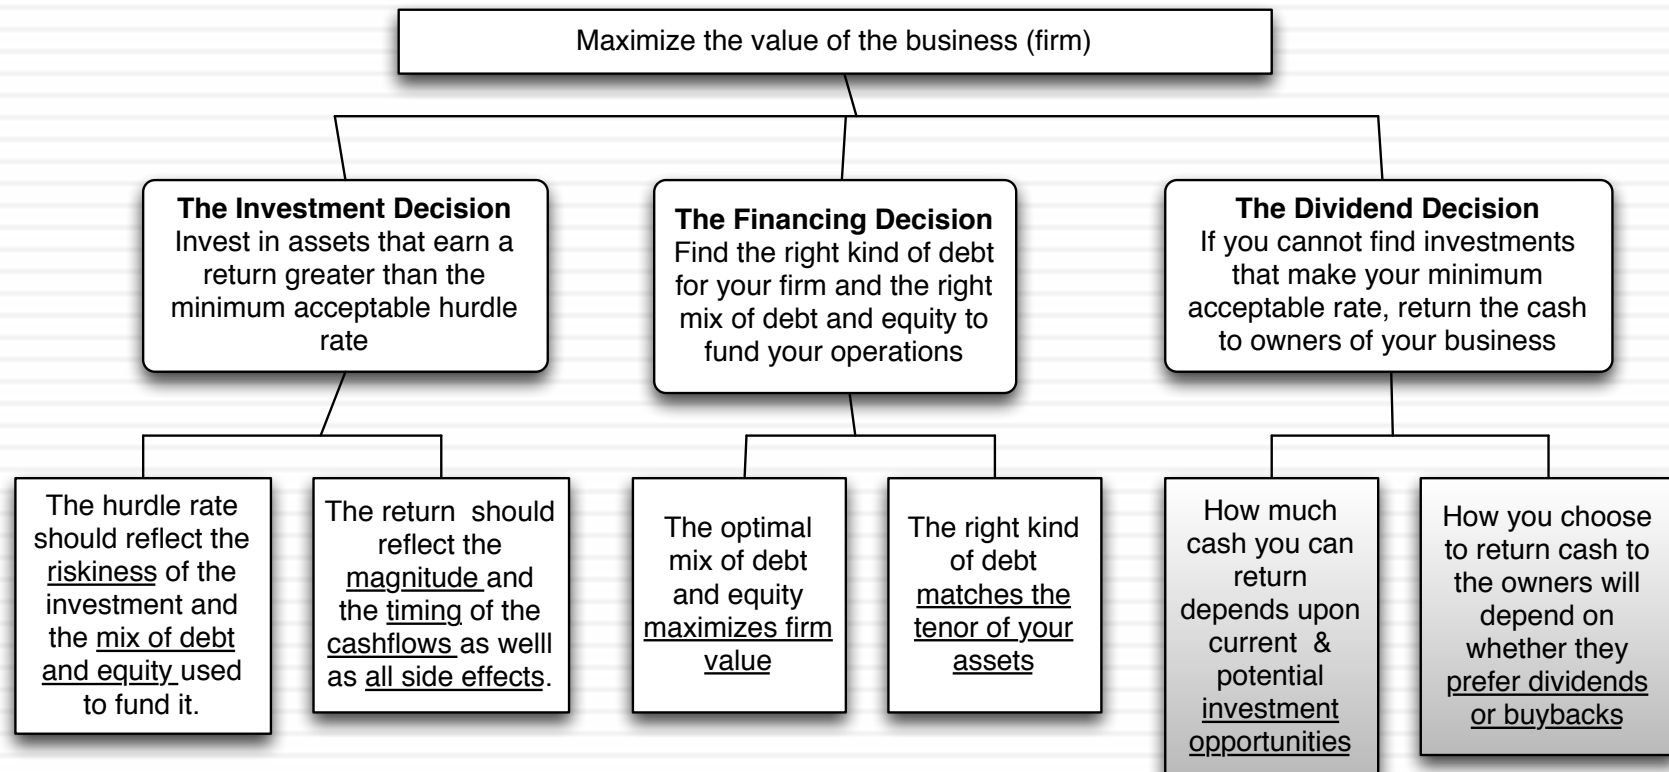 Maximize the value of the business (firm)
The Investment Decision
Invest in assets that earn a
return greater than the
minimum acceptable hurdle
rate
The Financing Decision
Find the right kind of debt
for your firm and the right
mix of debt and equity to
fund your operations
The Dividend Decision
If you cannot find investments
that make your minimum
acceptable rate, return the cash
to owners of your business
The hurdle rate
should reflect the
riskiness of the
investment and
the mix of debt
and equity used
to fund it.
The return should
reflect the
magnitude and
the timing of the
cashflows as welll
as all side effects.
The optimal
mix of debt
and equity
maximizes firm
value
The right kind
of debt
matches the
tenor of your
assets
How much
cash you can
return
depends upon
current &
potential
investment
opportunities
How you choose
to return cash to
the owners will
depend on
whether they
prefer dividends
or buybacks